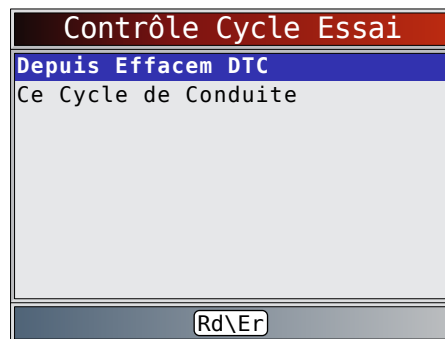 Contrôle Cycle Essai
Depuis Effacem DTC
Ce Cycle de Conduite
Rd\Er